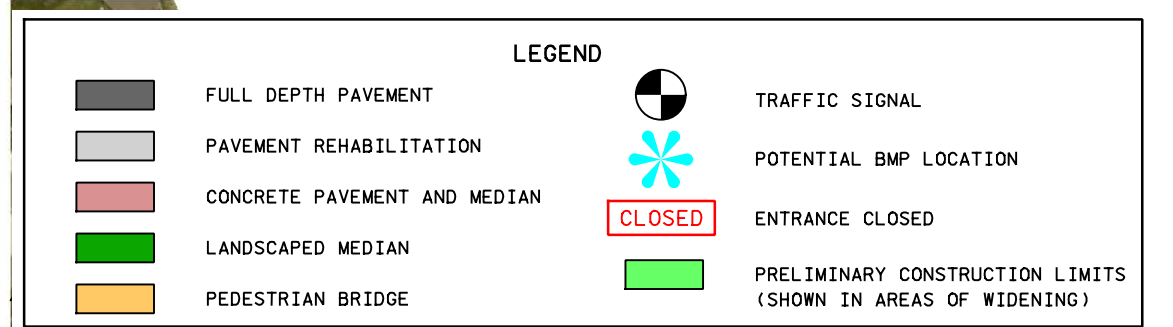 LEGEND
FULL DEPTH PAVEMENT
PAVEMENT REHABILITATION
CONCRETE PAVEMENT AND MEDIAN
LANDSCAPED MEDIAN
PEDESTRIAN BRIDGE
TRAFFIC SIGNAL
POTENTIAL BMP LOCATION
CLOSED ENTRANCE CLOSED
PRELIMINARY CONSTRUCTION LIMITS
(SHOWN IN AREAS OF WIDENING)